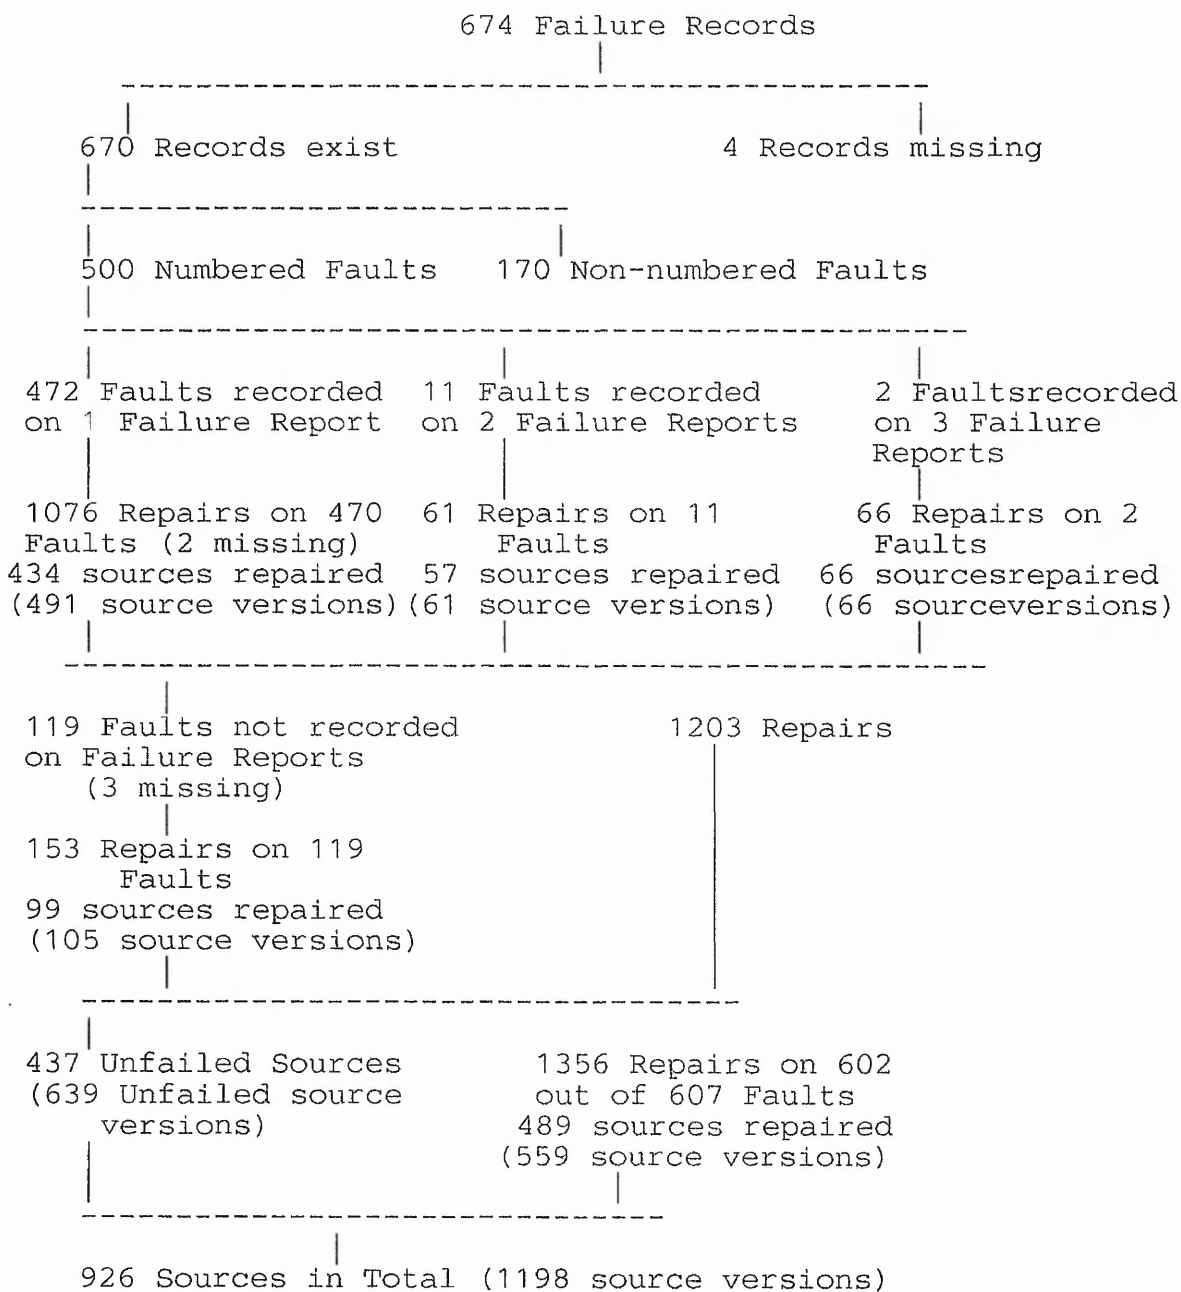 674 Failure Records
670 Records exist
4 Records missing
500 Numbered Faults
170 Non-numbered Faults
472 Faults recorded
on 1 Failure Report
11 Faults recorded
on 2 Failure Reports
2 Faultsrecorded
on 3 Failure
Reports
1076 Repairs on 470
Faults (2 missing)
434 sources repaired
(491 source versions)
61 Repairs on 11
Faults
57 sources repaired
(61 source versions)
66 Repairs on 2
Faults
66 sourcesrepaired
(66 sourceversions)
119 Faults not recorded
on Failure Reports
(3 missing)
1203 Repairs
153 Repairs on 119
Faults
99 sources repaired
(105 source versions)
437 Unfailed Sources
(639 Unfailed source
versions)
1356 Repairs on 602
out of 607 Faults
489 sources repaired
(559 source versions)
926 Sources in Total (1198 source versions)